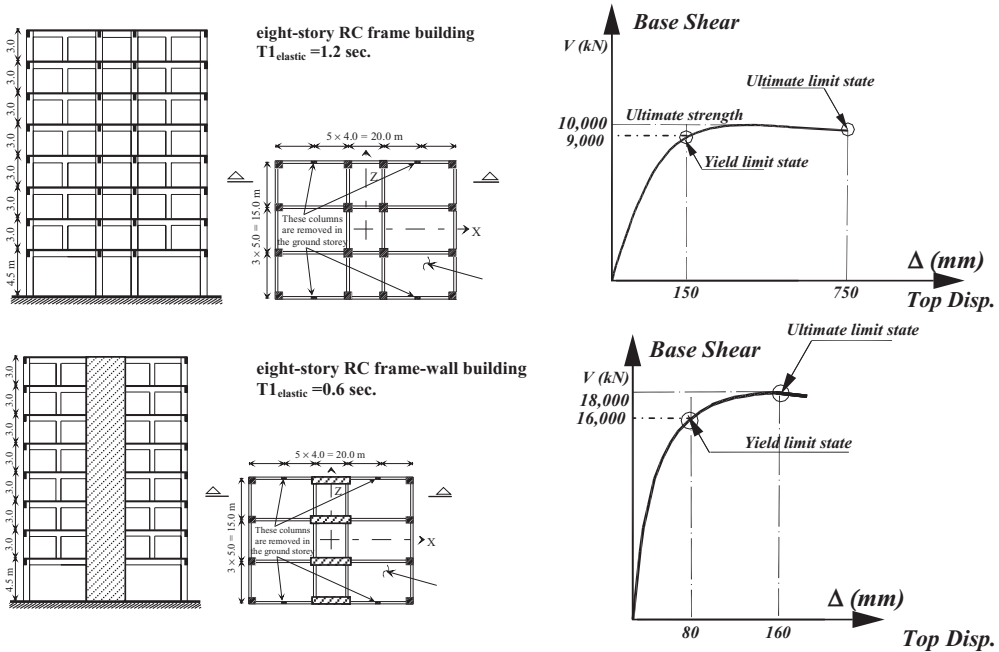 eight-story RC frame building
T1elastic =1.2 sec.
3.0
3.0
3.0
3.0
3.0
3.0
3.0
4.5 m
5 × 4.0 = 20.0 m
3 × 5.0 = 15.0 m
Z
X
These columns
are removed in
the ground storey
Base Shear
V (kN)
Ultimate limit state
Ultimate strength
10,000
9,000
Yield limit state
150
750
Δ (mm)
Top Disp.
eight-story RC frame-wall building
T1elastic =0.6 sec.
3.0
3.0
3.0
3.0
3.0
3.0
3.0
4.5 m
5 × 4.0 = 20.0 m
3 × 5.0 = 15.0 m
Z
X
These columns
are removed in
the ground storey
Ultimate limit state
Base Shear
V (kN)
18,000
16,000
Yield limit state
80
160
Δ (mm)
Top Disp.